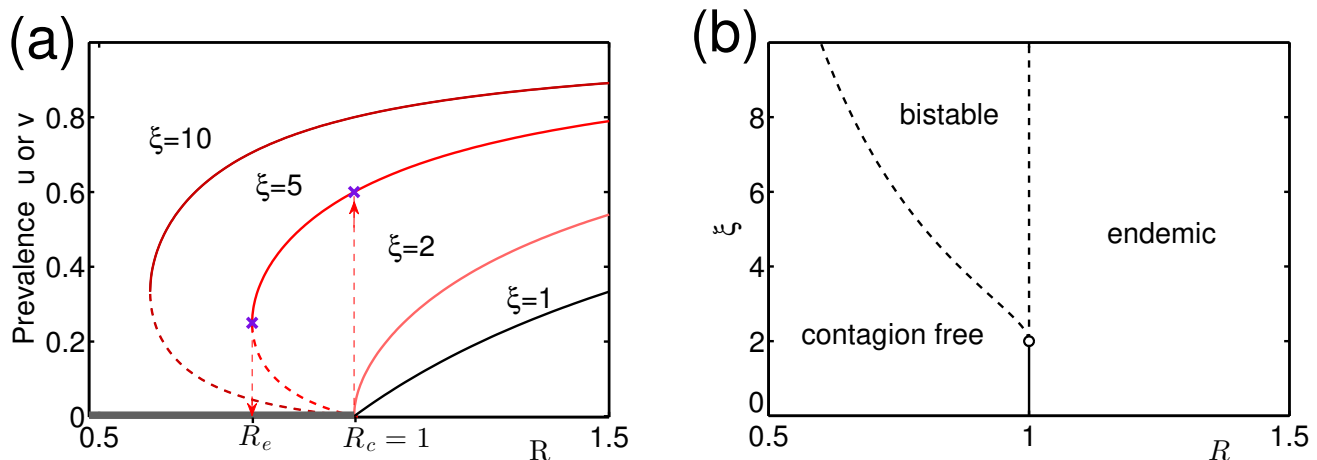 (a)
Prevalence u or v
0.8
0.6
0.4
0.2
0
ξ=10
ξ=5
ξ=2
ξ=1
0.5
R_e
R_c = 1
R
1.5
(b)
ξ
8
6
4
2
0
bistable
endemic
contagion free
0.5
1
R
1.5